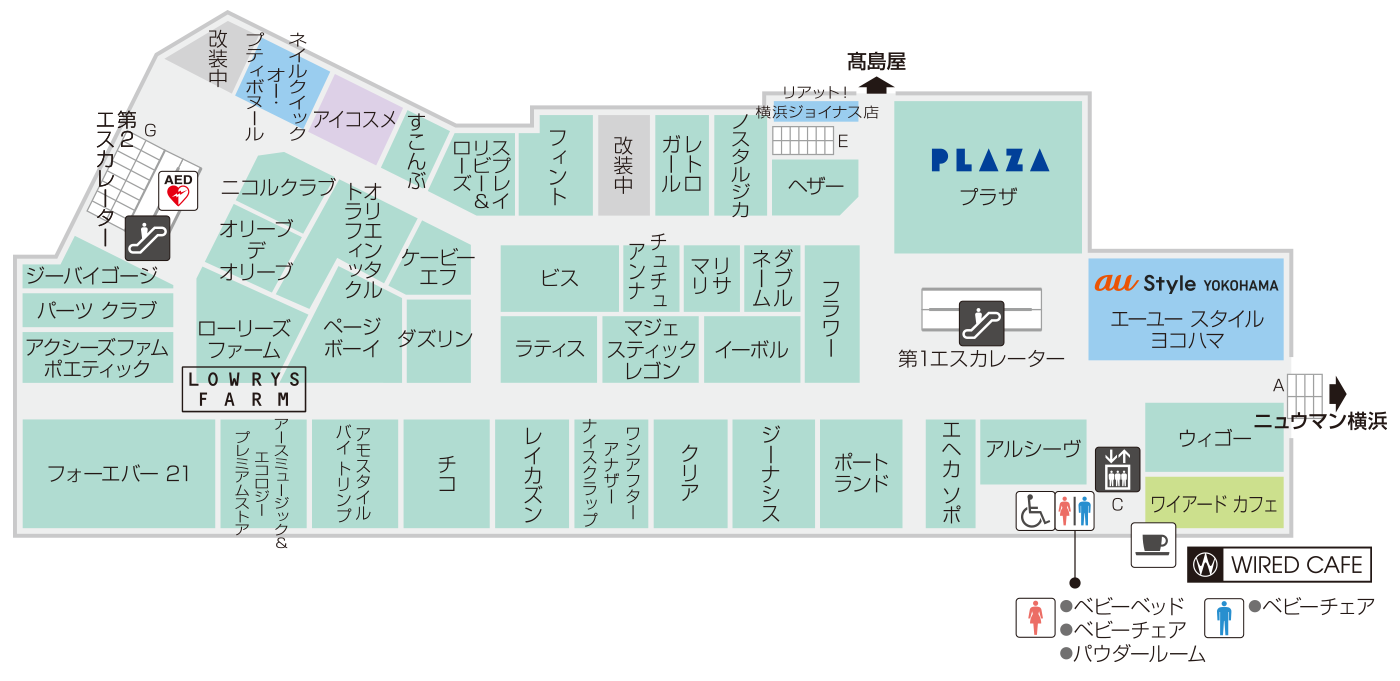 改装中
ネイルクイック
オー・
プティボヌール
アイコスメ
すこんぶ
スプレイ
リビー&
ローズ
フィント
改装中
レトロ
ガール
ノスタルジカ
リアット!
横浜ジョイナス店
E
ヘザー
髙島屋
PLAZA
プラザ
第2
エスカレーター
G
AED
ニコルクラブ
オリーブ
デ
オリーブ
オリエンタル
トラフィック
ケービー
エフ
ジーバイゴージ
パーツ クラブ
アクシーズファム
ポエティック
ローリーズ
ファーム
LOWRYS
FARM
ページ
ボーイ
ダズリン
ビス
チュチュ
アンナ
リサ
マリ
ダブル
ネーム
フラワー
ラティス
マジェ
スティック
レゴン
イーボル
第1エスカレーター
au Style YOKOHAMA
エーユー スタイル
ヨコハマ
A
ニュウマン横浜
フォーエバー 21
アースミュージック&
エコロジー
プレミアムストア
アモスタイル
バイ トリンプ
チコ
レイカズン
ワンアフター
アナザー
ナイスクラップ
クリア
ジーナシス
ポート
ランド
エヘカ ソポ
アルシーヴ
C
ウィゴー
ワイアード カフェ
WIRED CAFE
●ベビーベッド
●ベビーチェア
●パウダールーム
●ベビーチェア